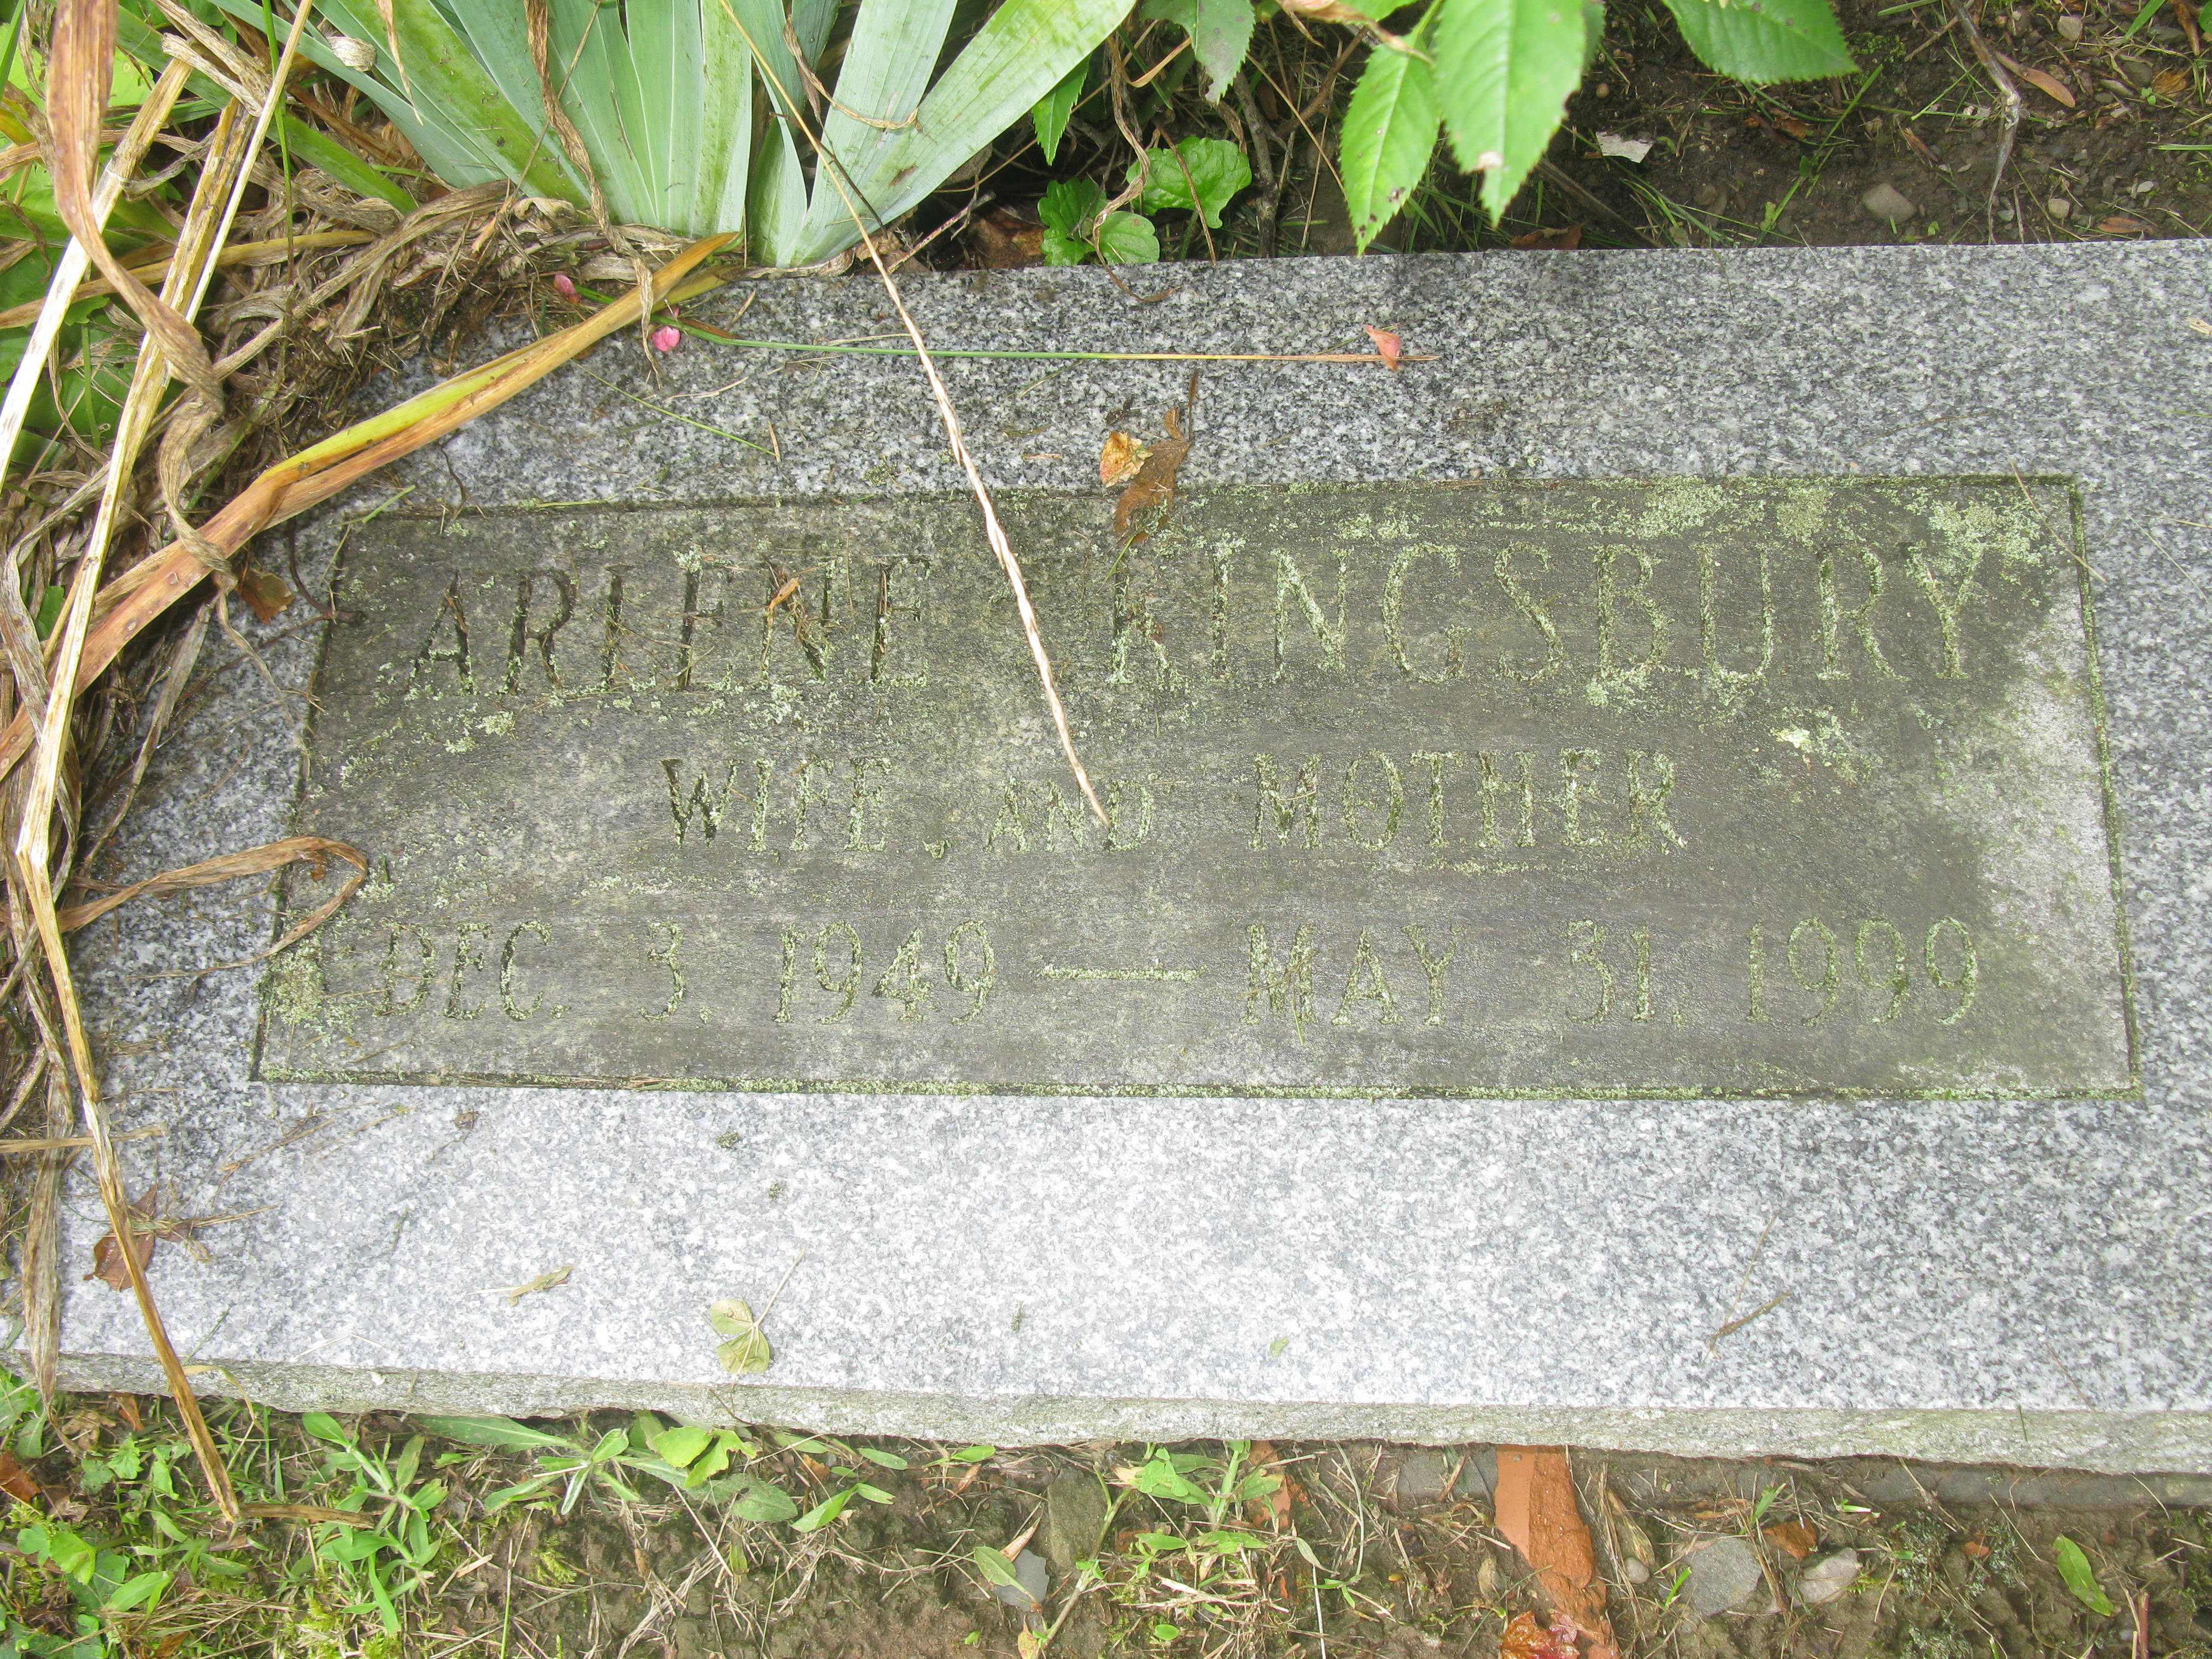 ARLENE KINGSBURY
WIFE AND MOTHER
DEC. 3. 1949 — MAY 31. 1999